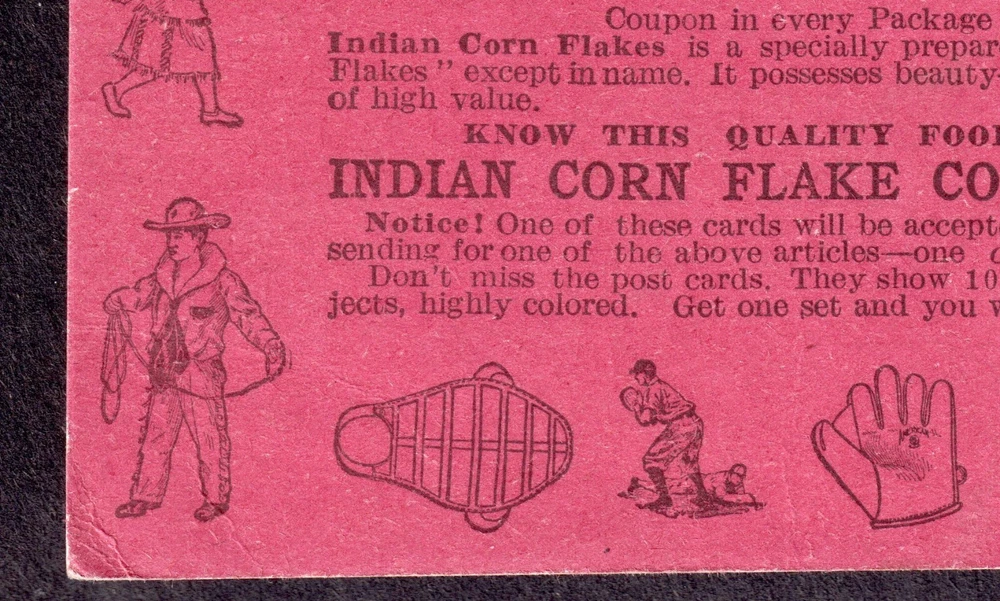 Coupon in every Package
Indian Corn Flakes is a specially prepar
Flakes " except in name. It possesses beauty-
of high value.
KNOW THIS QUALITY FOO
INDIAN CORN FLAKE CO
Notice! One of these cards will be accept
sending for one of the above articles—one
Don't miss the post cards. They show 10
jects, highly colored. Get one set and you